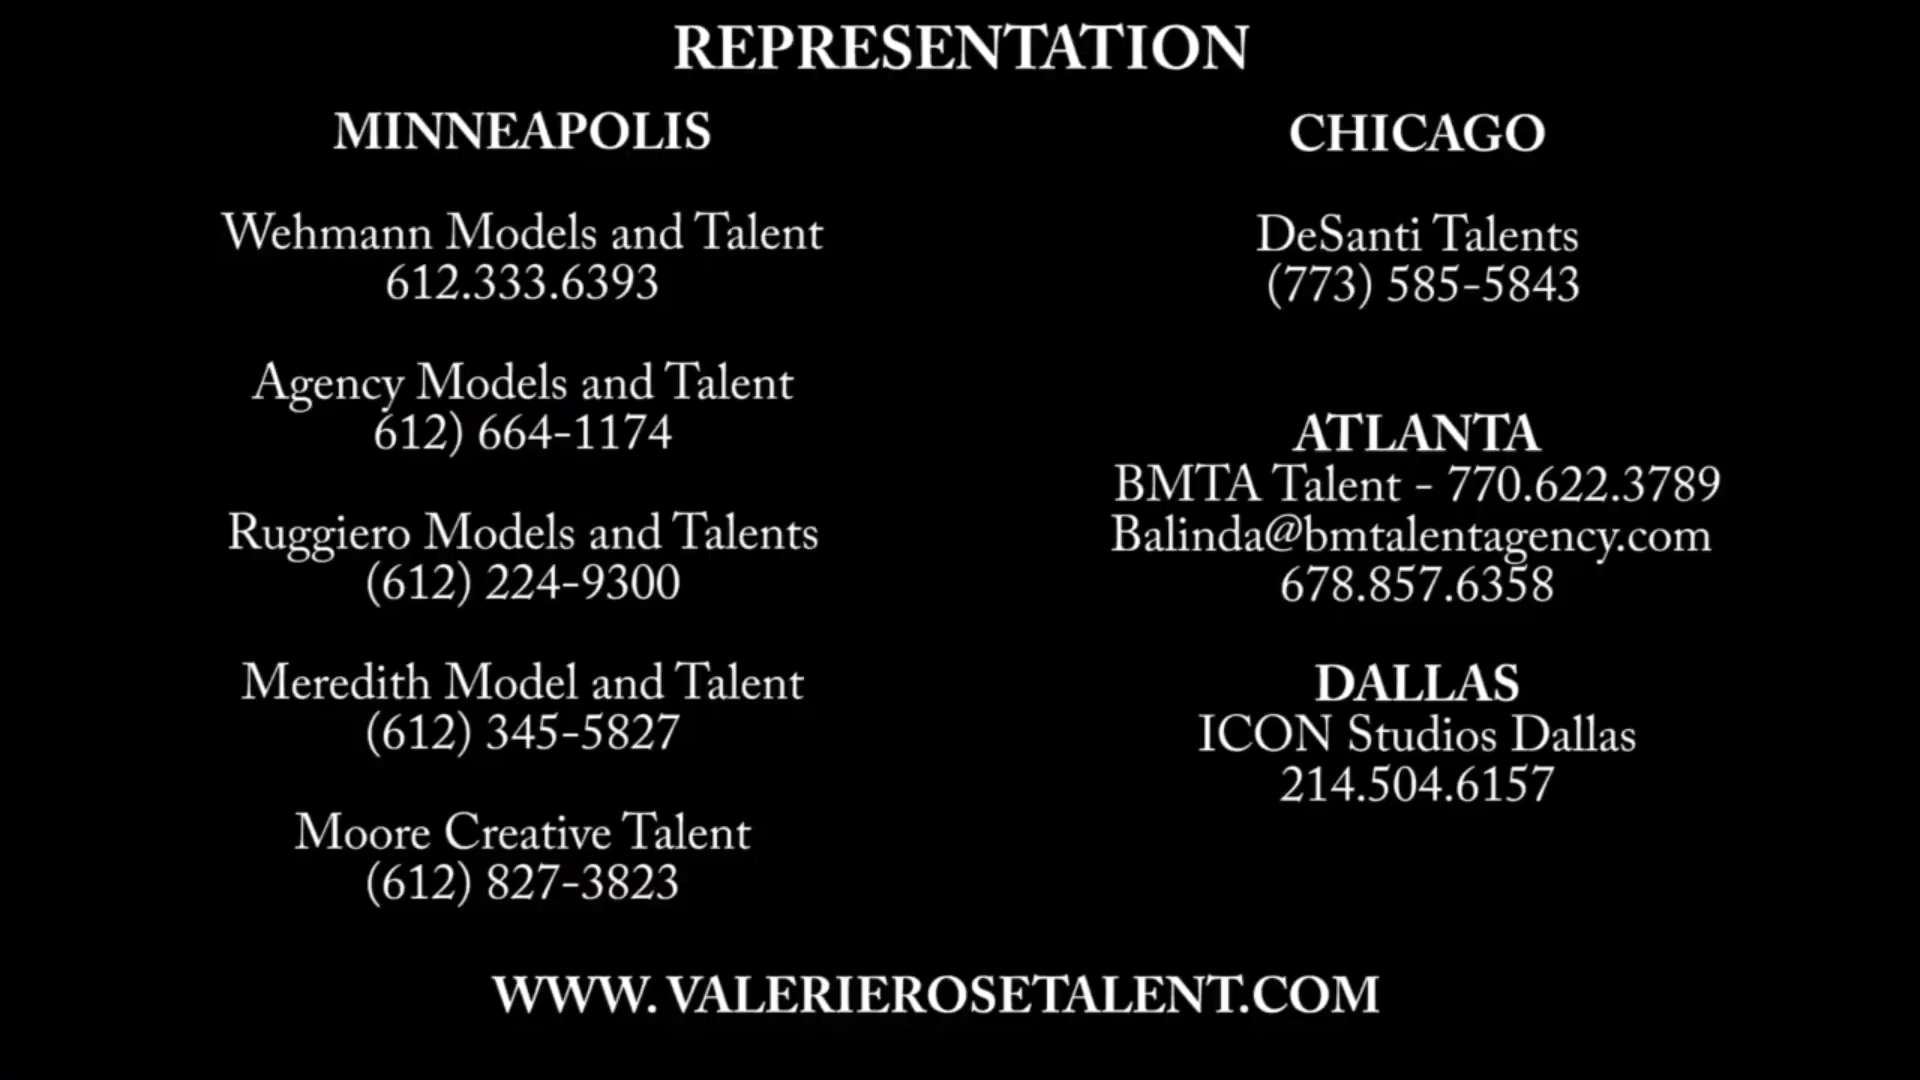 REPRESENTATION
MINNEAPOLIS
Wehmann Models and Talent
612.333.6393
Agency Models and Talent
612) 664-1174
Ruggiero Models and Talents
(612) 224-9300
Meredith Model and Talent
(612) 345-5827
Moore Creative Talent
(612) 827-3823
CHICAGO
DeSanti Talents
(773) 585-5843
ATLANTA
BMTA Talent - 770.622.3789
Balinda@bmtalentagency.com
678.857.6358
DALLAS
ICON Studios Dallas
214.504.6157
WWW. VALERIEROSETALENT.COM